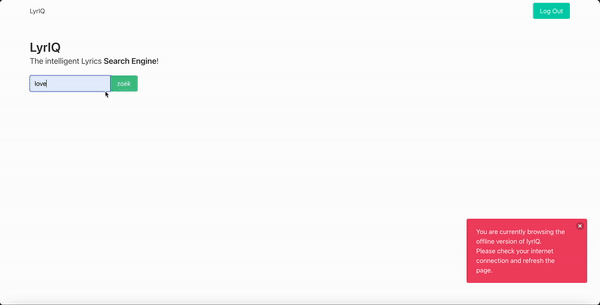 LyrIQ
Log Out
LyrIQ
The intelligent Lyrics Search Engine!
love
zoek
You are currently browsing the
offline version of lyrIQ.
Please check your internet
connection and refresh the
page.